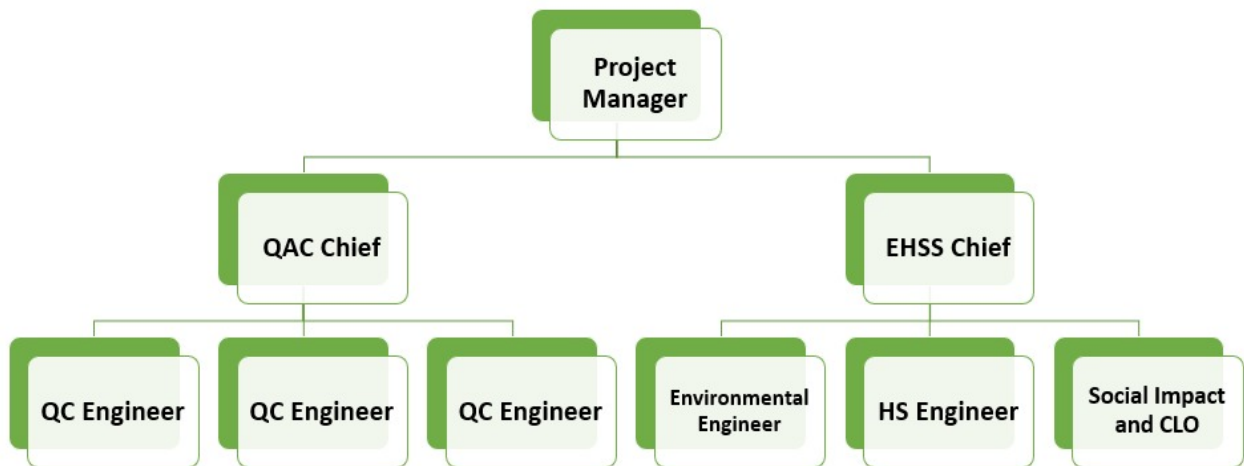 Project
Manager
QAC Chief
EHSS Chief
QC Engineer
QC Engineer
QC Engineer
Environmental
Engineer
HS Engineer
Social Impact
and CLO